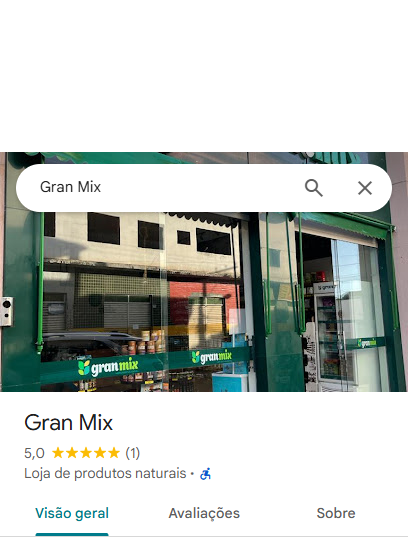 Gran Mix
granmix
granmix
granmix
Gran Mix
5,0 (1)
Loja de produtos naturais •
Visão geral Avaliações Sobre